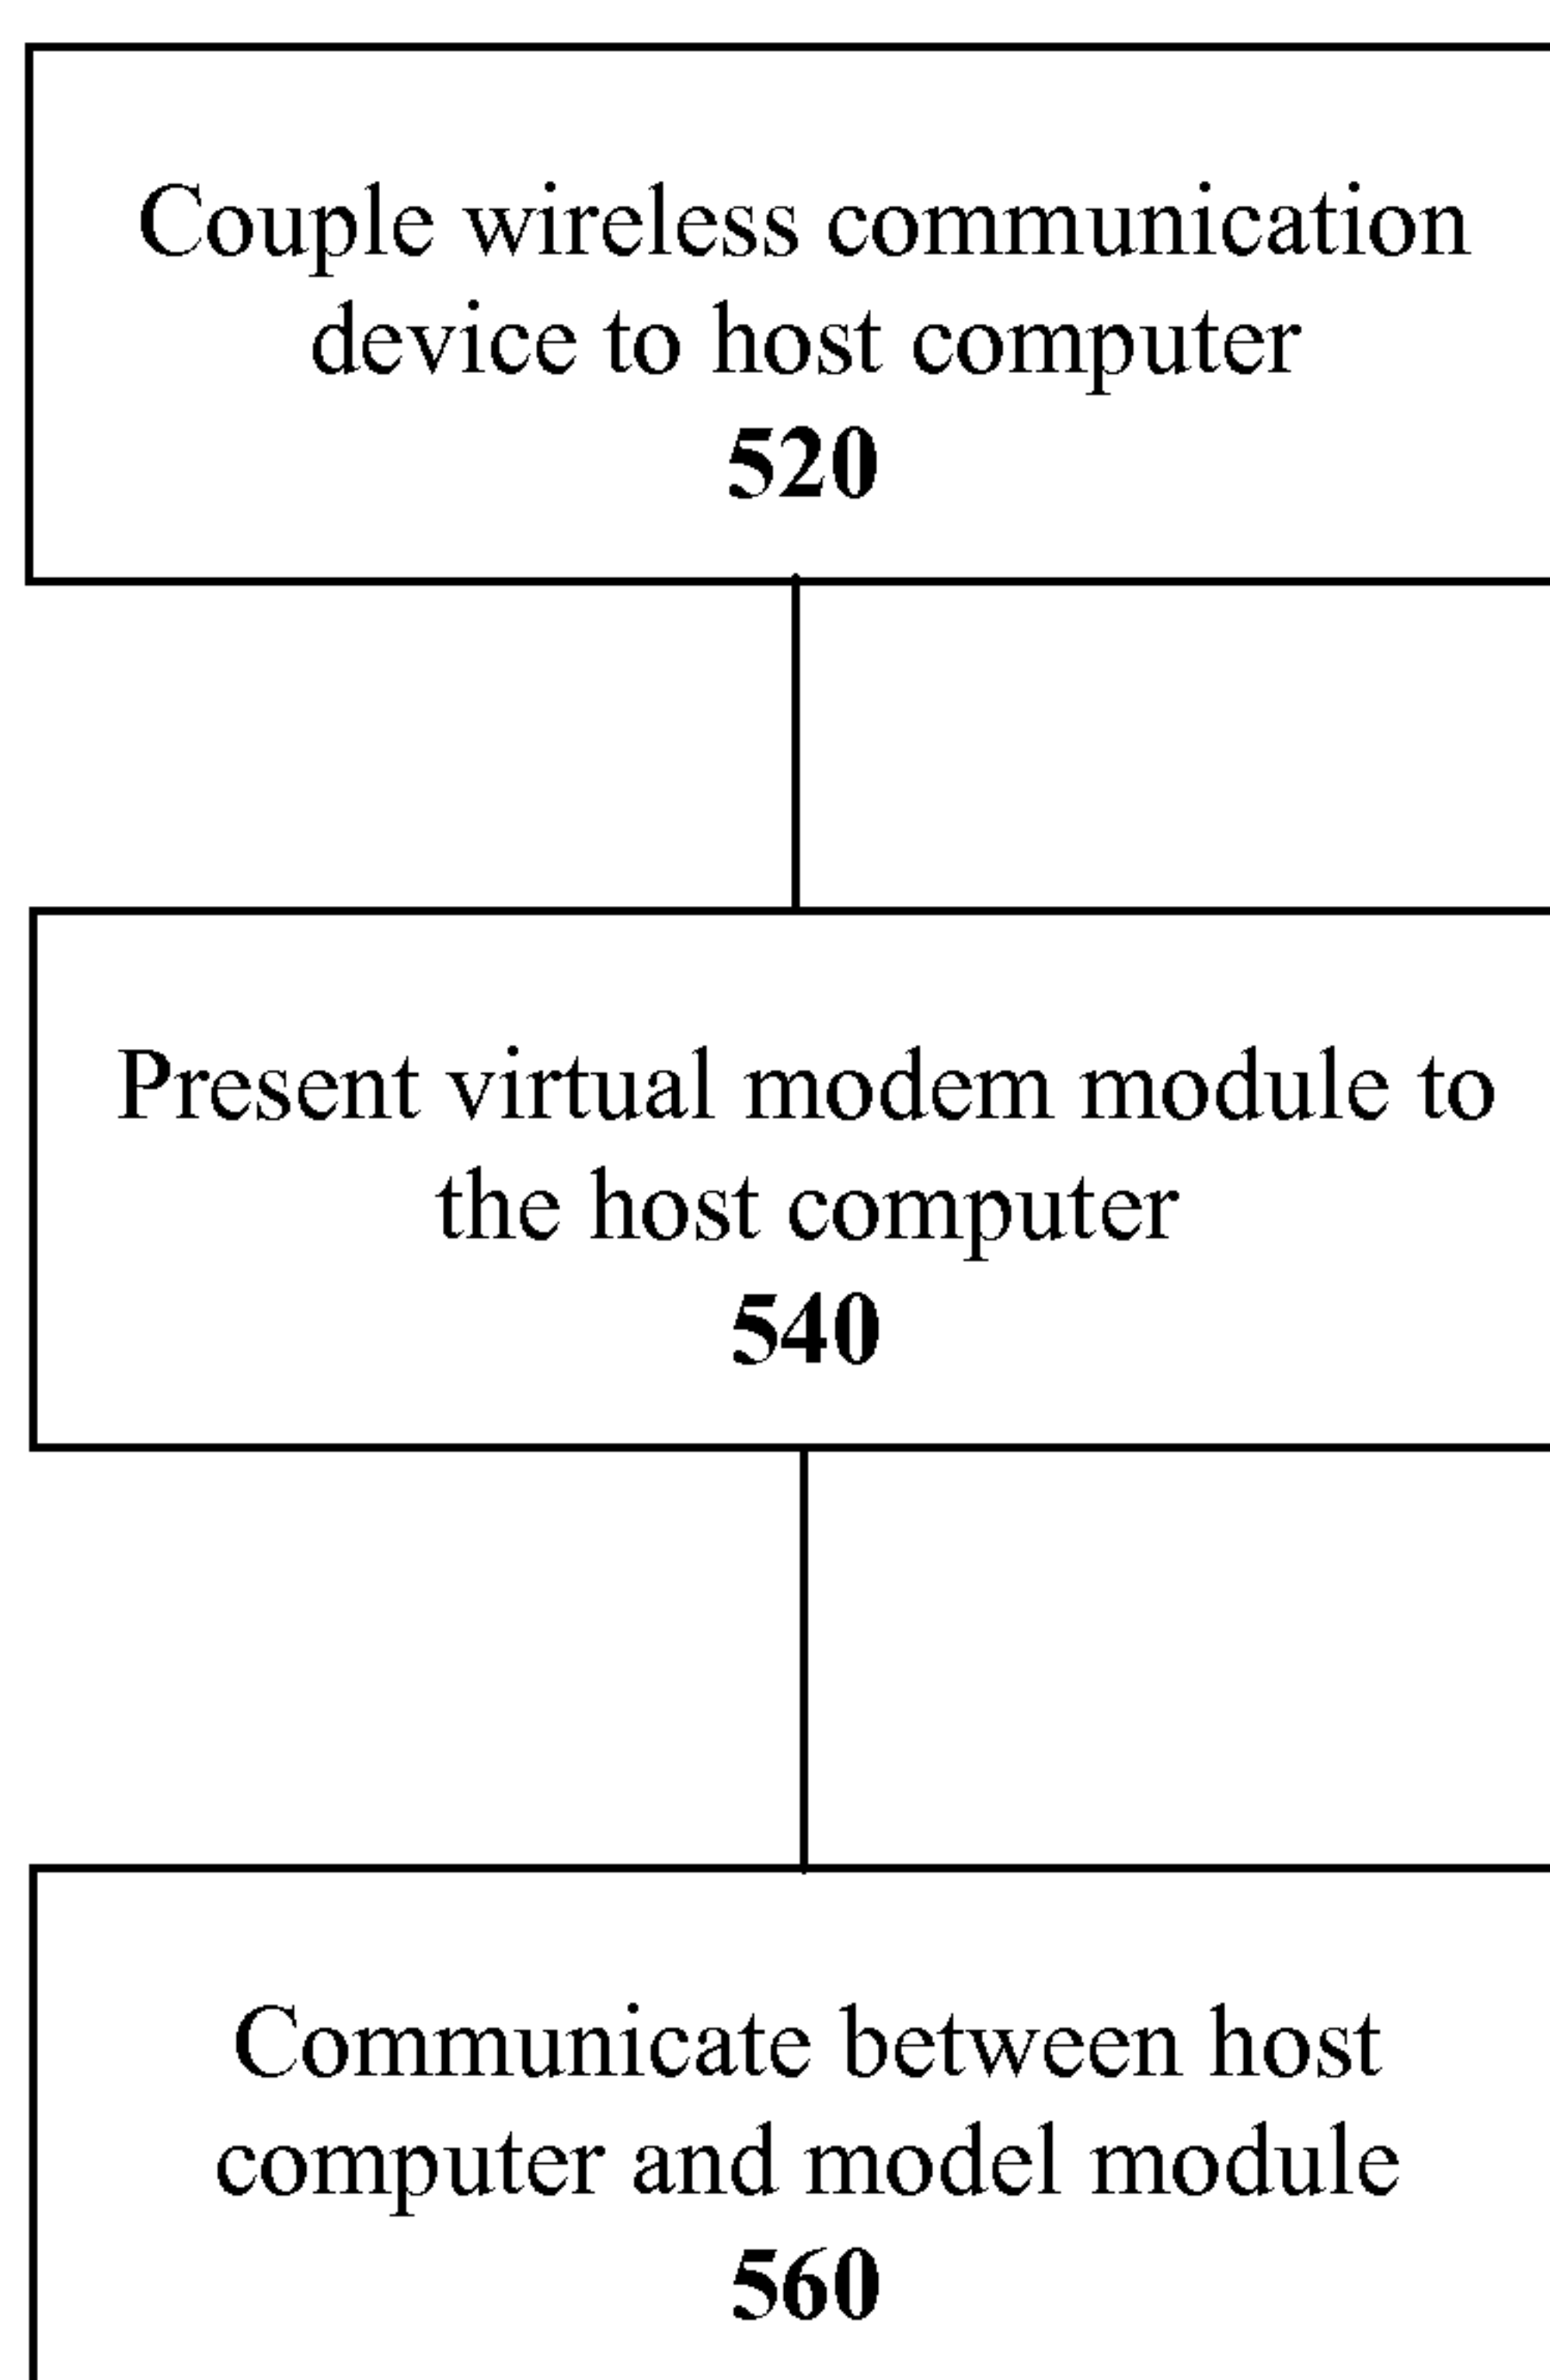 Couple wireless communication
device to host computer
520
Present virtual modem module to
the host computer
540
Communicate between host
computer and model module
560